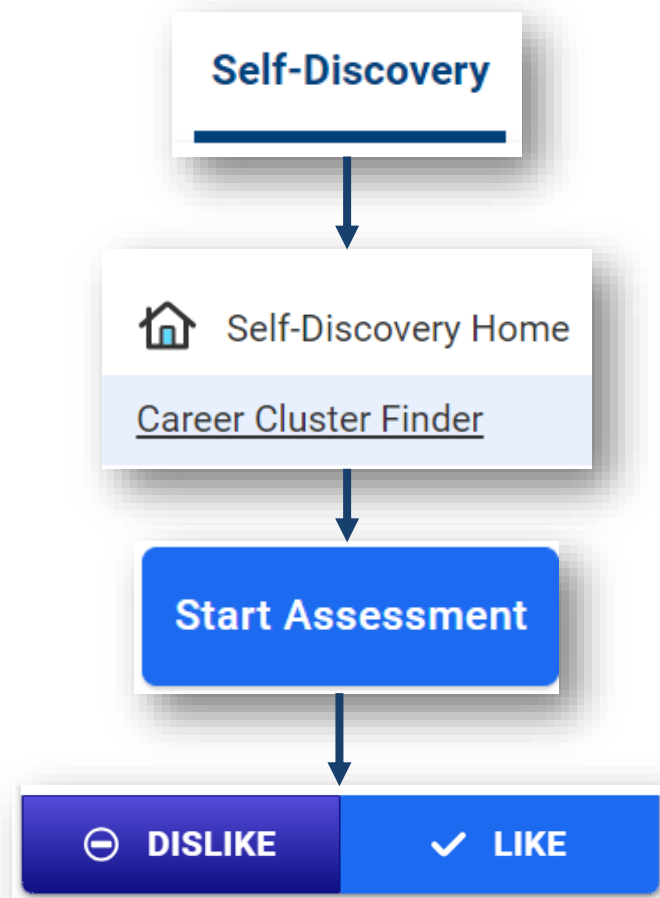 Self-Discovery
Self-Discovery Home
Career Cluster Finder
Start Assessment
DISLIKE LIKE